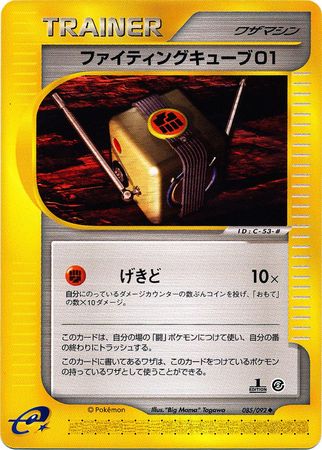 TRAINER
ワザマシン
ファイティングキューブ01
ID:C-53-#
げきど 10×
自分にのっているダメージカウンターの数ぶんコインを投げ、「おもて」
の数×10ダメージ。
このカードは、自分の場の「闘」ポケモンにつけて使い、自分の番
の終わりにトラッシュする。
このカードに書いてあるワザは、このカードをつけているポケモン
の持っているワザとして使うことができる。
1
EDITION
e
© Pokémon
Illus."Big Mama" Tagawa
085/092◆